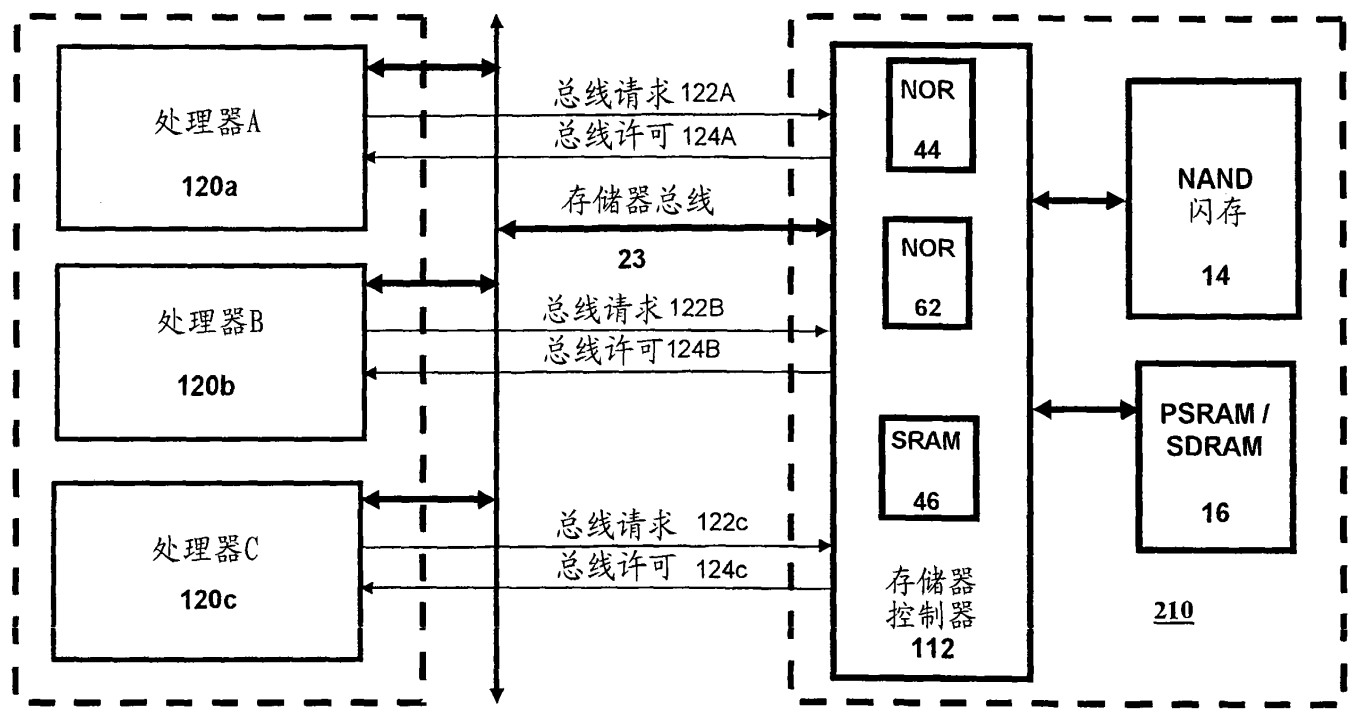 处理器A
120a
总线请求 122A
总线许可 124A
存储器总线
23
处理器B
120b
总线请求 122B
总线许可 124B
处理器C
120c
总线请求 122c
总线许可 124c
NOR
44
NOR
62
SRAM
46
存储器
控制器
112
NAND
闪存
14
PSRAM /
SDRAM
16
210